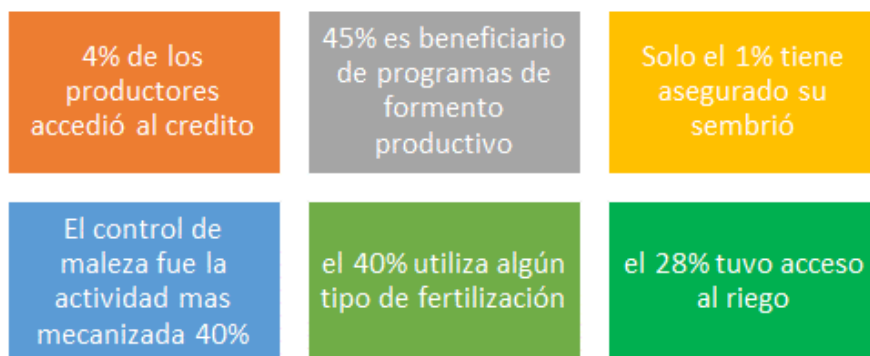 4% de los
productores
accedió al credito
45% es beneficiario
de programas de
formento
productivo
Solo el 1% tiene
asegurado su
sembrió
El control de
maleza fue la
actividad mas
mecanizada 40%
el 40% utiliza algún
tipo de fertilización
el 28% tuvo acceso
al riego